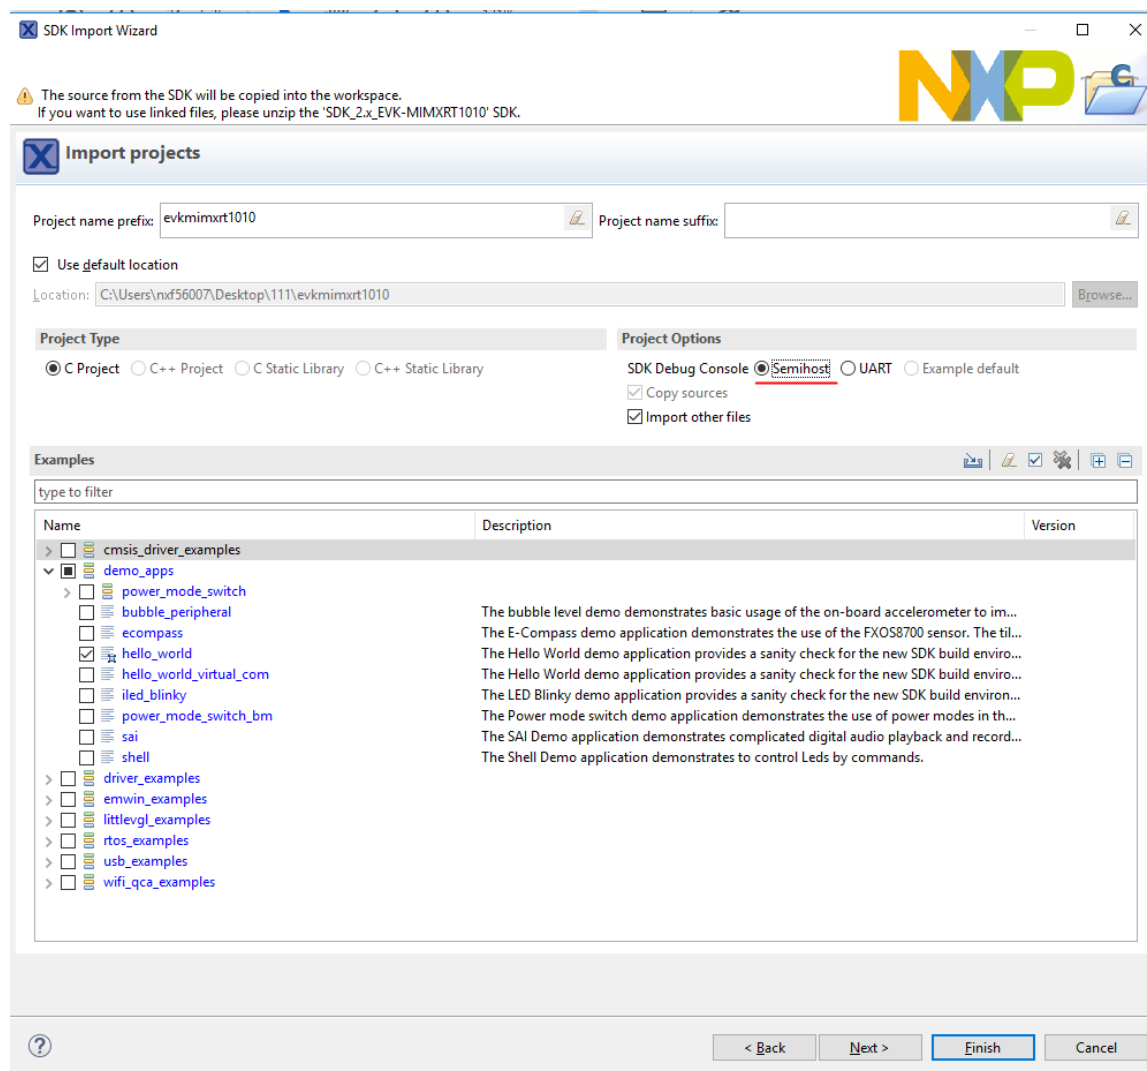 SDK Import Wizard
The source from the SDK will be copied into the workspace.
If you want to use linked files, please unzip the 'SDK_2.x_EVK-MIMXRT1010' SDK.
NXP
C
Import projects
Project name prefix: evkmimxrt1010 Project name suffix:
Use default location
Location: C:\Users\nxf56007\Desktop\111\evkmimxrt1010 Browse...
Project Type Project Options
C Project C++ Project C Static Library C++ Static Library SDK Debug Console Semihost UART Example default
Copy sources
Import other files
Examples
type to filter
Name Description Version
cmsis_driver_examples
demo_apps
power_mode_switch
bubble_peripheral The bubble level demo demonstrates basic usage of the on-board accelerometer to im...
ecompass The E-Compass demo application demonstrates the use of the FXOS8700 sensor. The til...
hello_world The Hello World demo application provides a sanity check for the new SDK build enviro...
hello_world_virtual_com The Hello World demo application provides a sanity check for the new SDK build enviro...
iled_blinky The LED Blinky demo application provides a sanity check for the new SDK build environ...
power_mode_switch_bm The Power mode switch demo application demonstrates the use of power modes in th...
sai The SAI Demo application demonstrates complicated digital audio playback and record...
shell The Shell Demo application demonstrates to control Leds by commands.
driver_examples
emwin_examples
littlevgl_examples
rtos_examples
usb_examples
wifi_qca_examples
? < Back Next > Finish Cancel